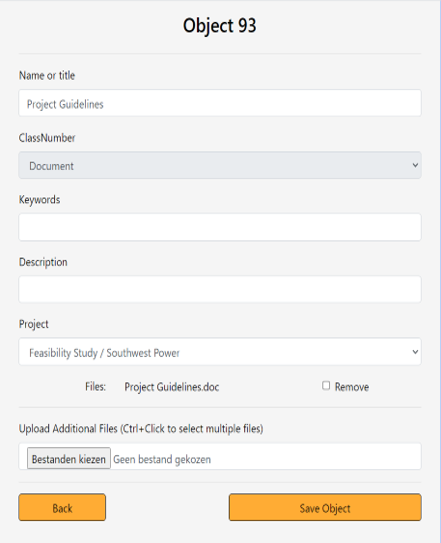 Object 93
Name or title
Project Guidelines
ClassNumber
Document
Keywords
Description
Project
Feasibility Study / Southwest Power
Files: Project Guidelines.doc Remove
Upload Additional Files (Ctrl+Click to select multiple files)
Bestanden kiezen Geen bestand gekozen
Back Save Object